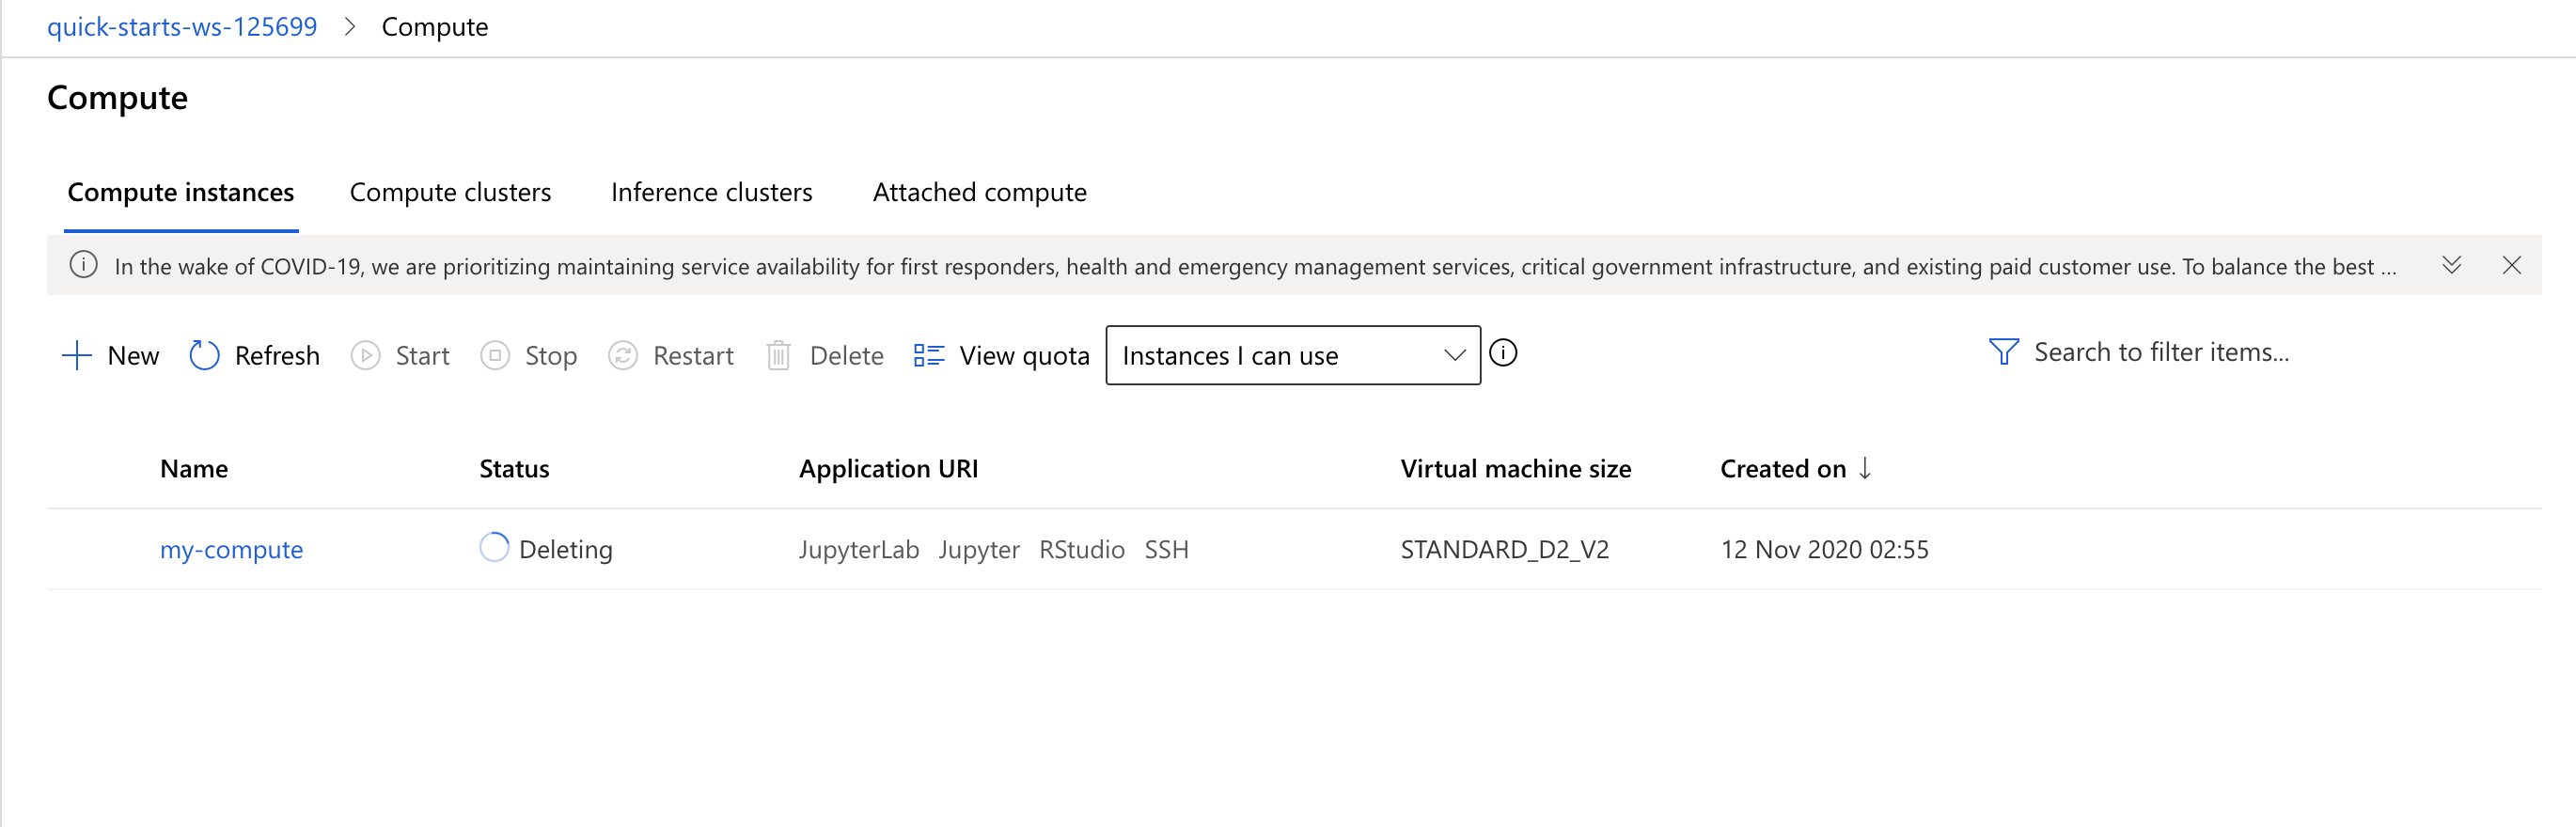 quick-starts-ws-125699 > Compute
Compute
Compute instances Compute clusters Inference clusters Attached compute
In the wake of COVID-19, we are prioritizing maintaining service availability for first responders, health and emergency management services, critical government infrastructure, and existing paid customer use. To balance the best ...
New Refresh Start Stop Restart Delete View quota Instances I can use Search to filter items...
Name Status Application URI Virtual machine size Created on ↓
my-compute Deleting JupyterLab Jupyter RStudio SSH STANDARD_D2_V2 12 Nov 2020 02:55